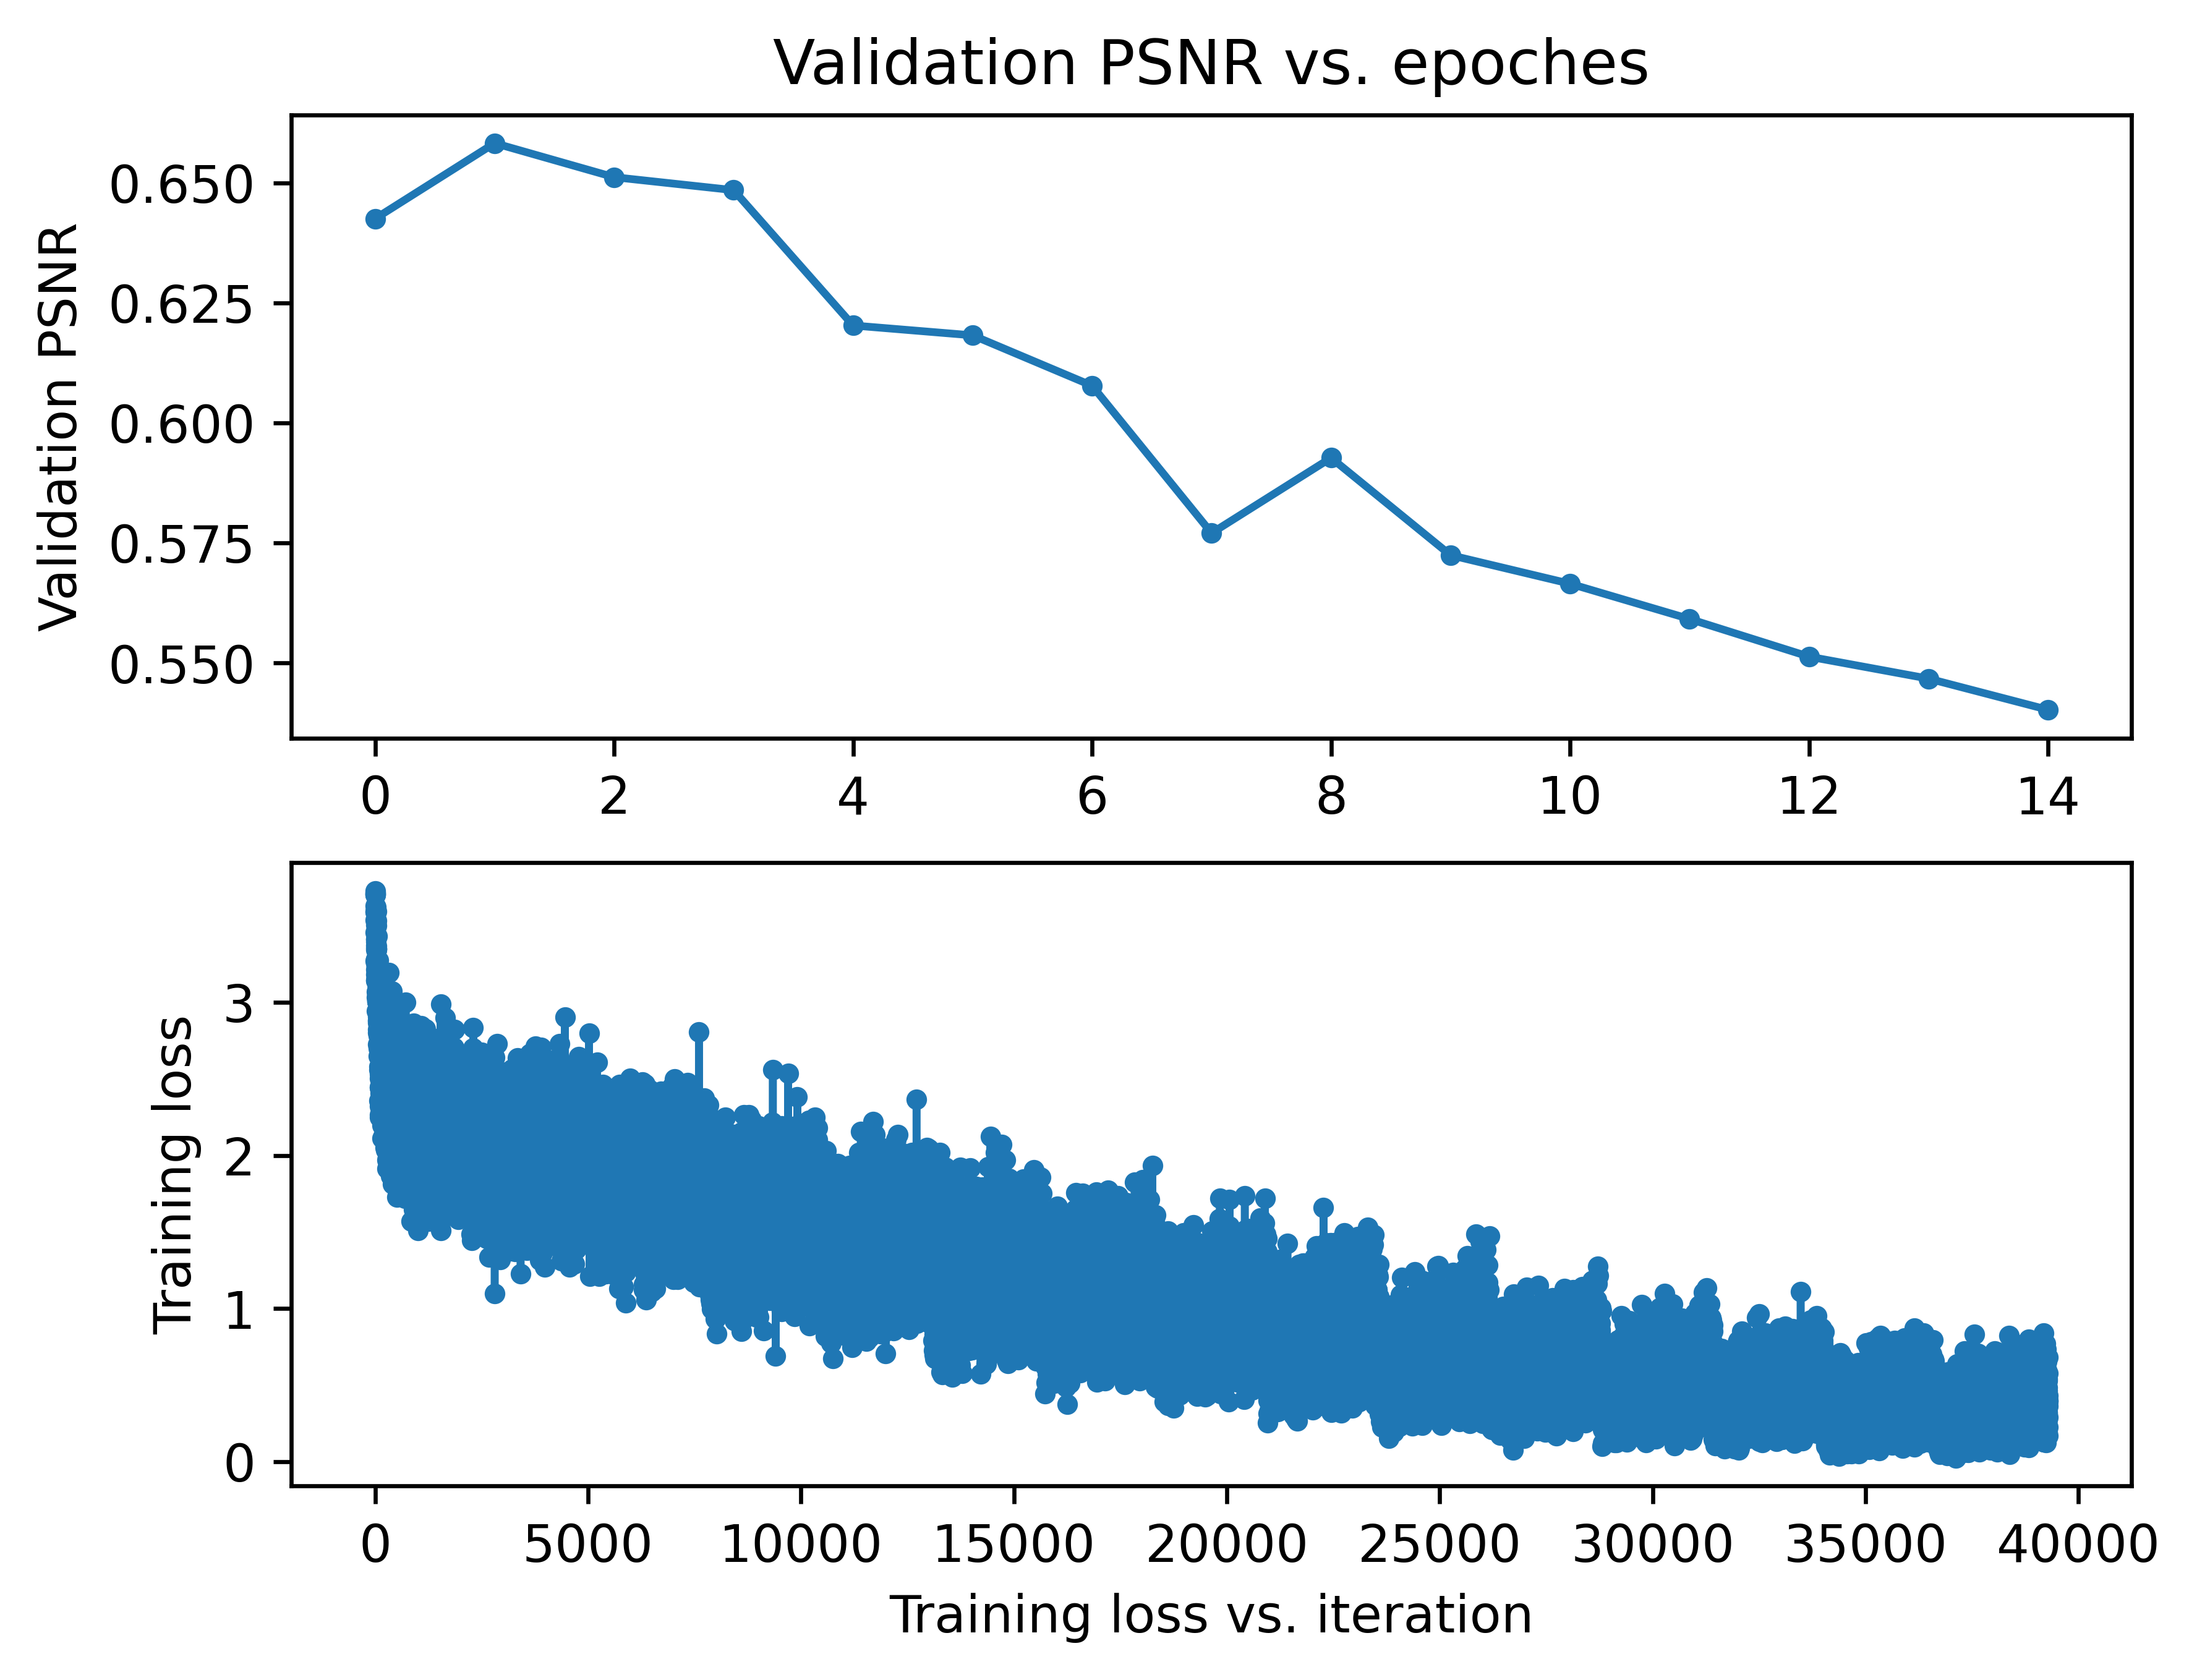 Validation PSNR vs. epoches
Validation PSNR
0.650
0.625
0.600
0.575
0.550
0 2 4 6 8 10 12 14
Training loss
3
2
1
0
0 5000 10000 15000 20000 25000 30000 35000 40000
Training loss vs. iteration